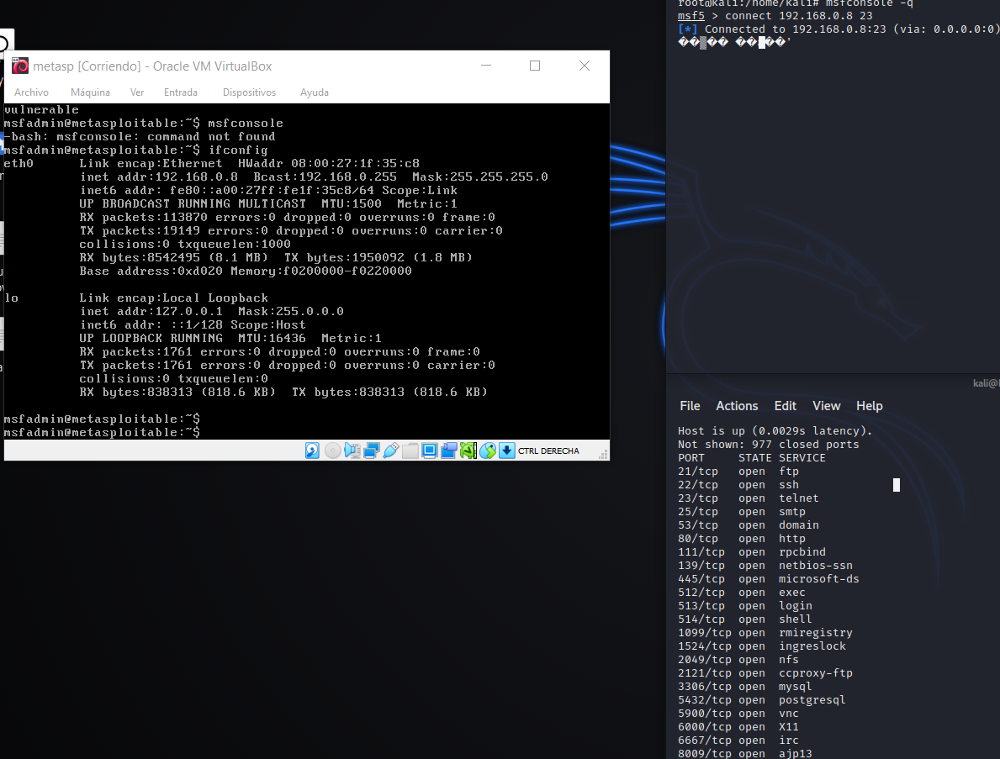 metasp [Corriendo] - Oracle VM VirtualBox
Archivo Máquina Ver Entrada Dispositivos Ayuda
vulnerable
msfadmin@metasploitable:~$ msfconsole
-bash: msfconsole: command not found
msfadmin@metasploitable:~$ ifconfig
eth0 Link encap:Ethernet HWaddr 08:00:27:1f:35:c8
inet addr:192.168.0.8 Bcast:192.168.0.255 Mask:255.255.255.0
inet6 addr: fe80::a00:27ff:fe1f:35c8/64 Scope:Link
UP BROADCAST RUNNING MULTICAST MTU:1500 Metric:1
RX packets:113870 errors:0 dropped:0 overruns:0 frame:0
TX packets:19149 errors:0 dropped:0 overruns:0 carrier:0
collisions:0 txqueuelen:1000
RX bytes:8542495 (8.1 MB) TX bytes:1950092 (1.8 MB)
Base address:0xd020 Memory:f0200000-f0220000
lo Link encap:Local Loopback
inet addr:127.0.0.1 Mask:255.0.0.0
inet6 addr: ::1/128 Scope:Host
UP LOOPBACK RUNNING MTU:16436 Metric:1
RX packets:1761 errors:0 dropped:0 overruns:0 frame:0
TX packets:1761 errors:0 dropped:0 overruns:0 carrier:0
collisions:0 txqueuelen:0
RX bytes:838313 (818.6 KB) TX bytes:838313 (818.6 KB)
msfadmin@metasploitable:~$
msfadmin@metasploitable:~$
CTRL DERECHA
root@kali:/home/kali# msfconsole -q
msf5 > connect 192.168.0.8 23
[*] Connected to 192.168.0.8:23 (via: 0.0.0.0:0)
kali@
File Actions Edit View Help
Host is up (0.0029s latency).
Not shown: 977 closed ports
PORT STATE SERVICE
21/tcp open ftp
22/tcp open ssh
23/tcp open telnet
25/tcp open smtp
53/tcp open domain
80/tcp open http
111/tcp open rpcbind
139/tcp open netbios-ssn
445/tcp open microsoft-ds
512/tcp open exec
513/tcp open login
514/tcp open shell
1099/tcp open rmiregistry
1524/tcp open ingreslock
2049/tcp open nfs
2121/tcp open ccproxy-ftp
3306/tcp open mysql
5432/tcp open postgresql
5900/tcp open vnc
6000/tcp open X11
6667/tcp open irc
8009/tcp open ajp13